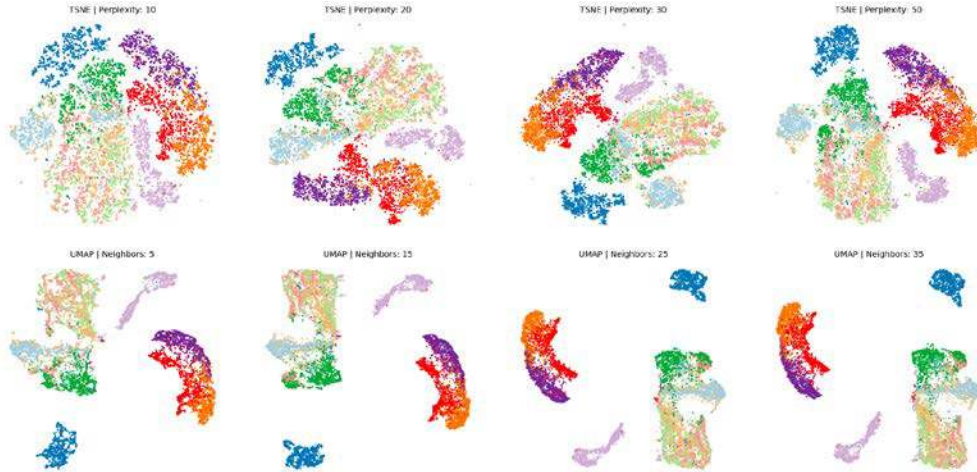 TSNE | Perplexity: 10
TSNE | Perplexity: 20
TSNE | Perplexity: 30
TSNE | Perplexity: 50
UMAP | Neighbors: 5
UMAP | Neighbors: 15
UMAP | Neighbors: 25
UMAP | Neighbors: 35